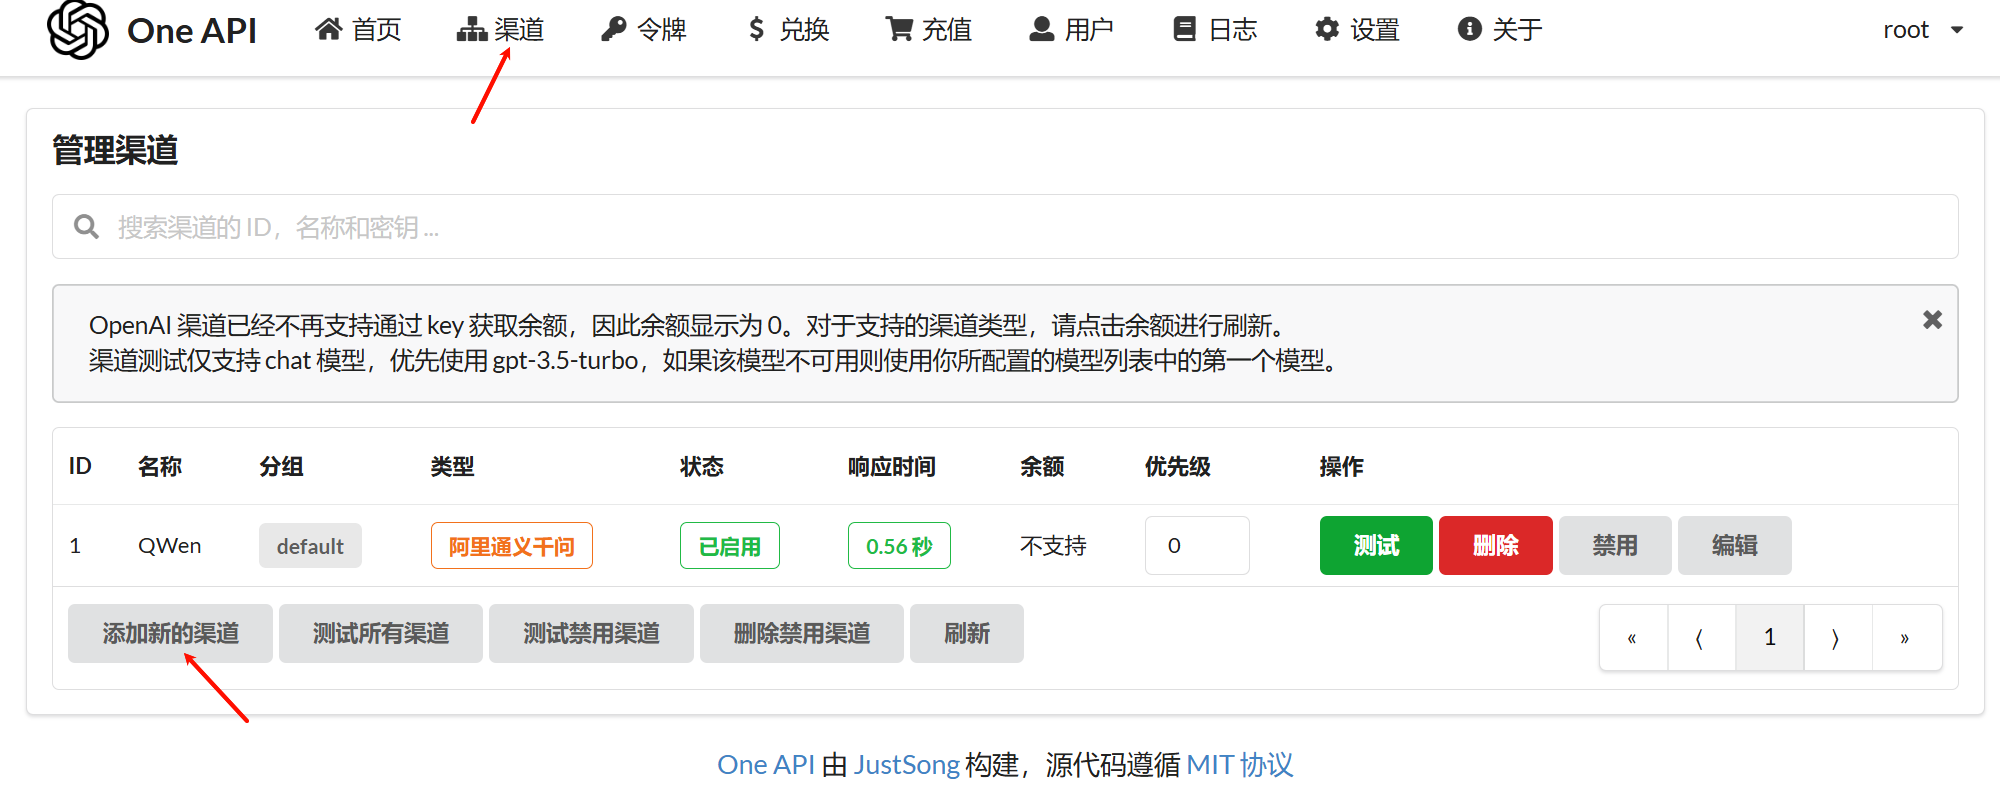 One API 首页 渠道 令牌 兑换 充值 用户 日志 设置 关于 root
管理渠道
搜索渠道的 ID，名称和密钥 ...
OpenAI 渠道已经不再支持通过 key 获取余额，因此余额显示为 0。对于支持的渠道类型，请点击余额进行刷新。
渠道测试仅支持 chat 模型，优先使用 gpt-3.5-turbo，如果该模型不可用则使用你所配置的模型列表中的第一个模型。
ID 名称 分组 类型 状态 响应时间 余额 优先级 操作
1 QWen default 阿里通义千问 已启用 0.56 秒 不支持 0 测试 删除 禁用 编辑
添加新的渠道 测试所有渠道 测试禁用渠道 删除禁用渠道 刷新 « ⟨ 1 ⟩ »
One API 由 JustSong 构建，源代码遵循 MIT 协议